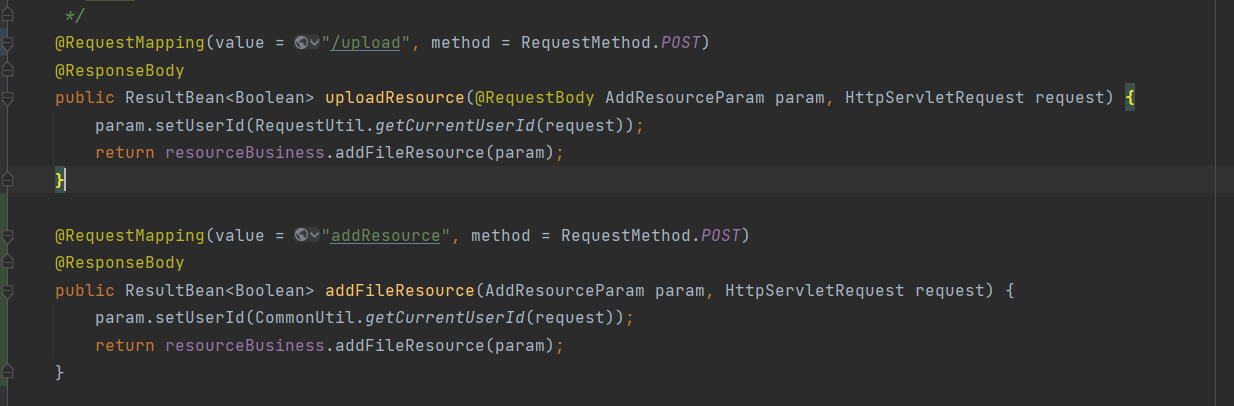 */
@RequestMapping(value = "/upload", method = RequestMethod.POST)
@ResponseBody
public ResultBean<Boolean> uploadResource(@RequestBody AddResourceParam param, HttpServletRequest request) {
param.setUserId(RequestUtil.getCurrentUserId(request));
return resourceBusiness.addFileResource(param);
}
@RequestMapping(value = "addResource", method = RequestMethod.POST)
@ResponseBody
public ResultBean<Boolean> addFileResource(AddResourceParam param, HttpServletRequest request) {
param.setUserId(CommonUtil.getCurrentUserId(request));
return resourceBusiness.addFileResource(param);
}